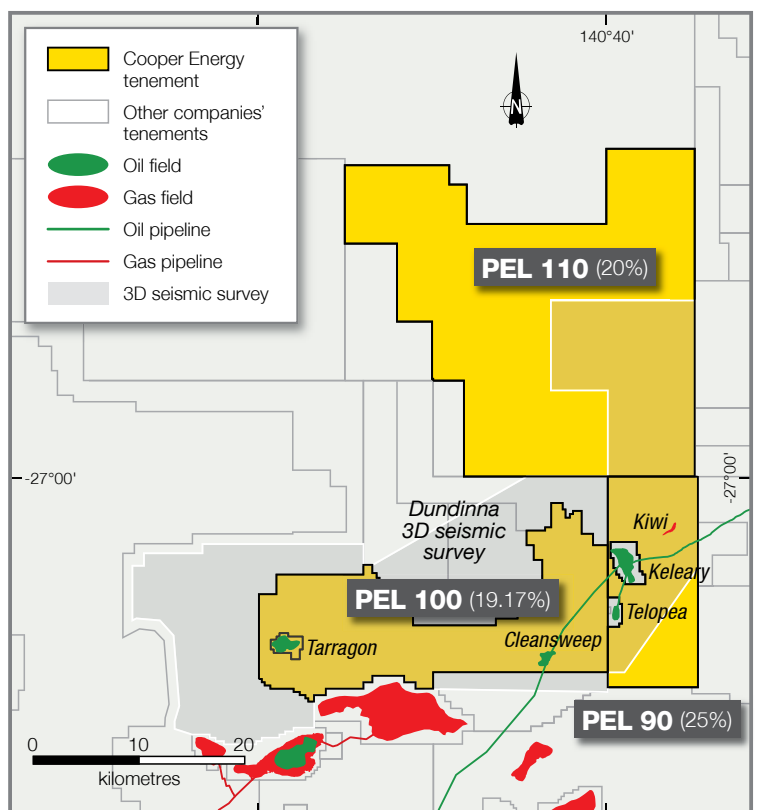 140°40'
Cooper Energy
tenement
Other companies'
tenements
Oil field
Gas field
Oil pipeline
Gas pipeline
3D seismic survey
N
PEL 110 (20%)
-27°00'
-27°00'
Dundinna
3D seismic
survey
Kiwi
Keleary
PEL 100 (19.17%)
Telopea
Cleansweep
Tarragon
PEL 90 (25%)
0 10 20
kilometres